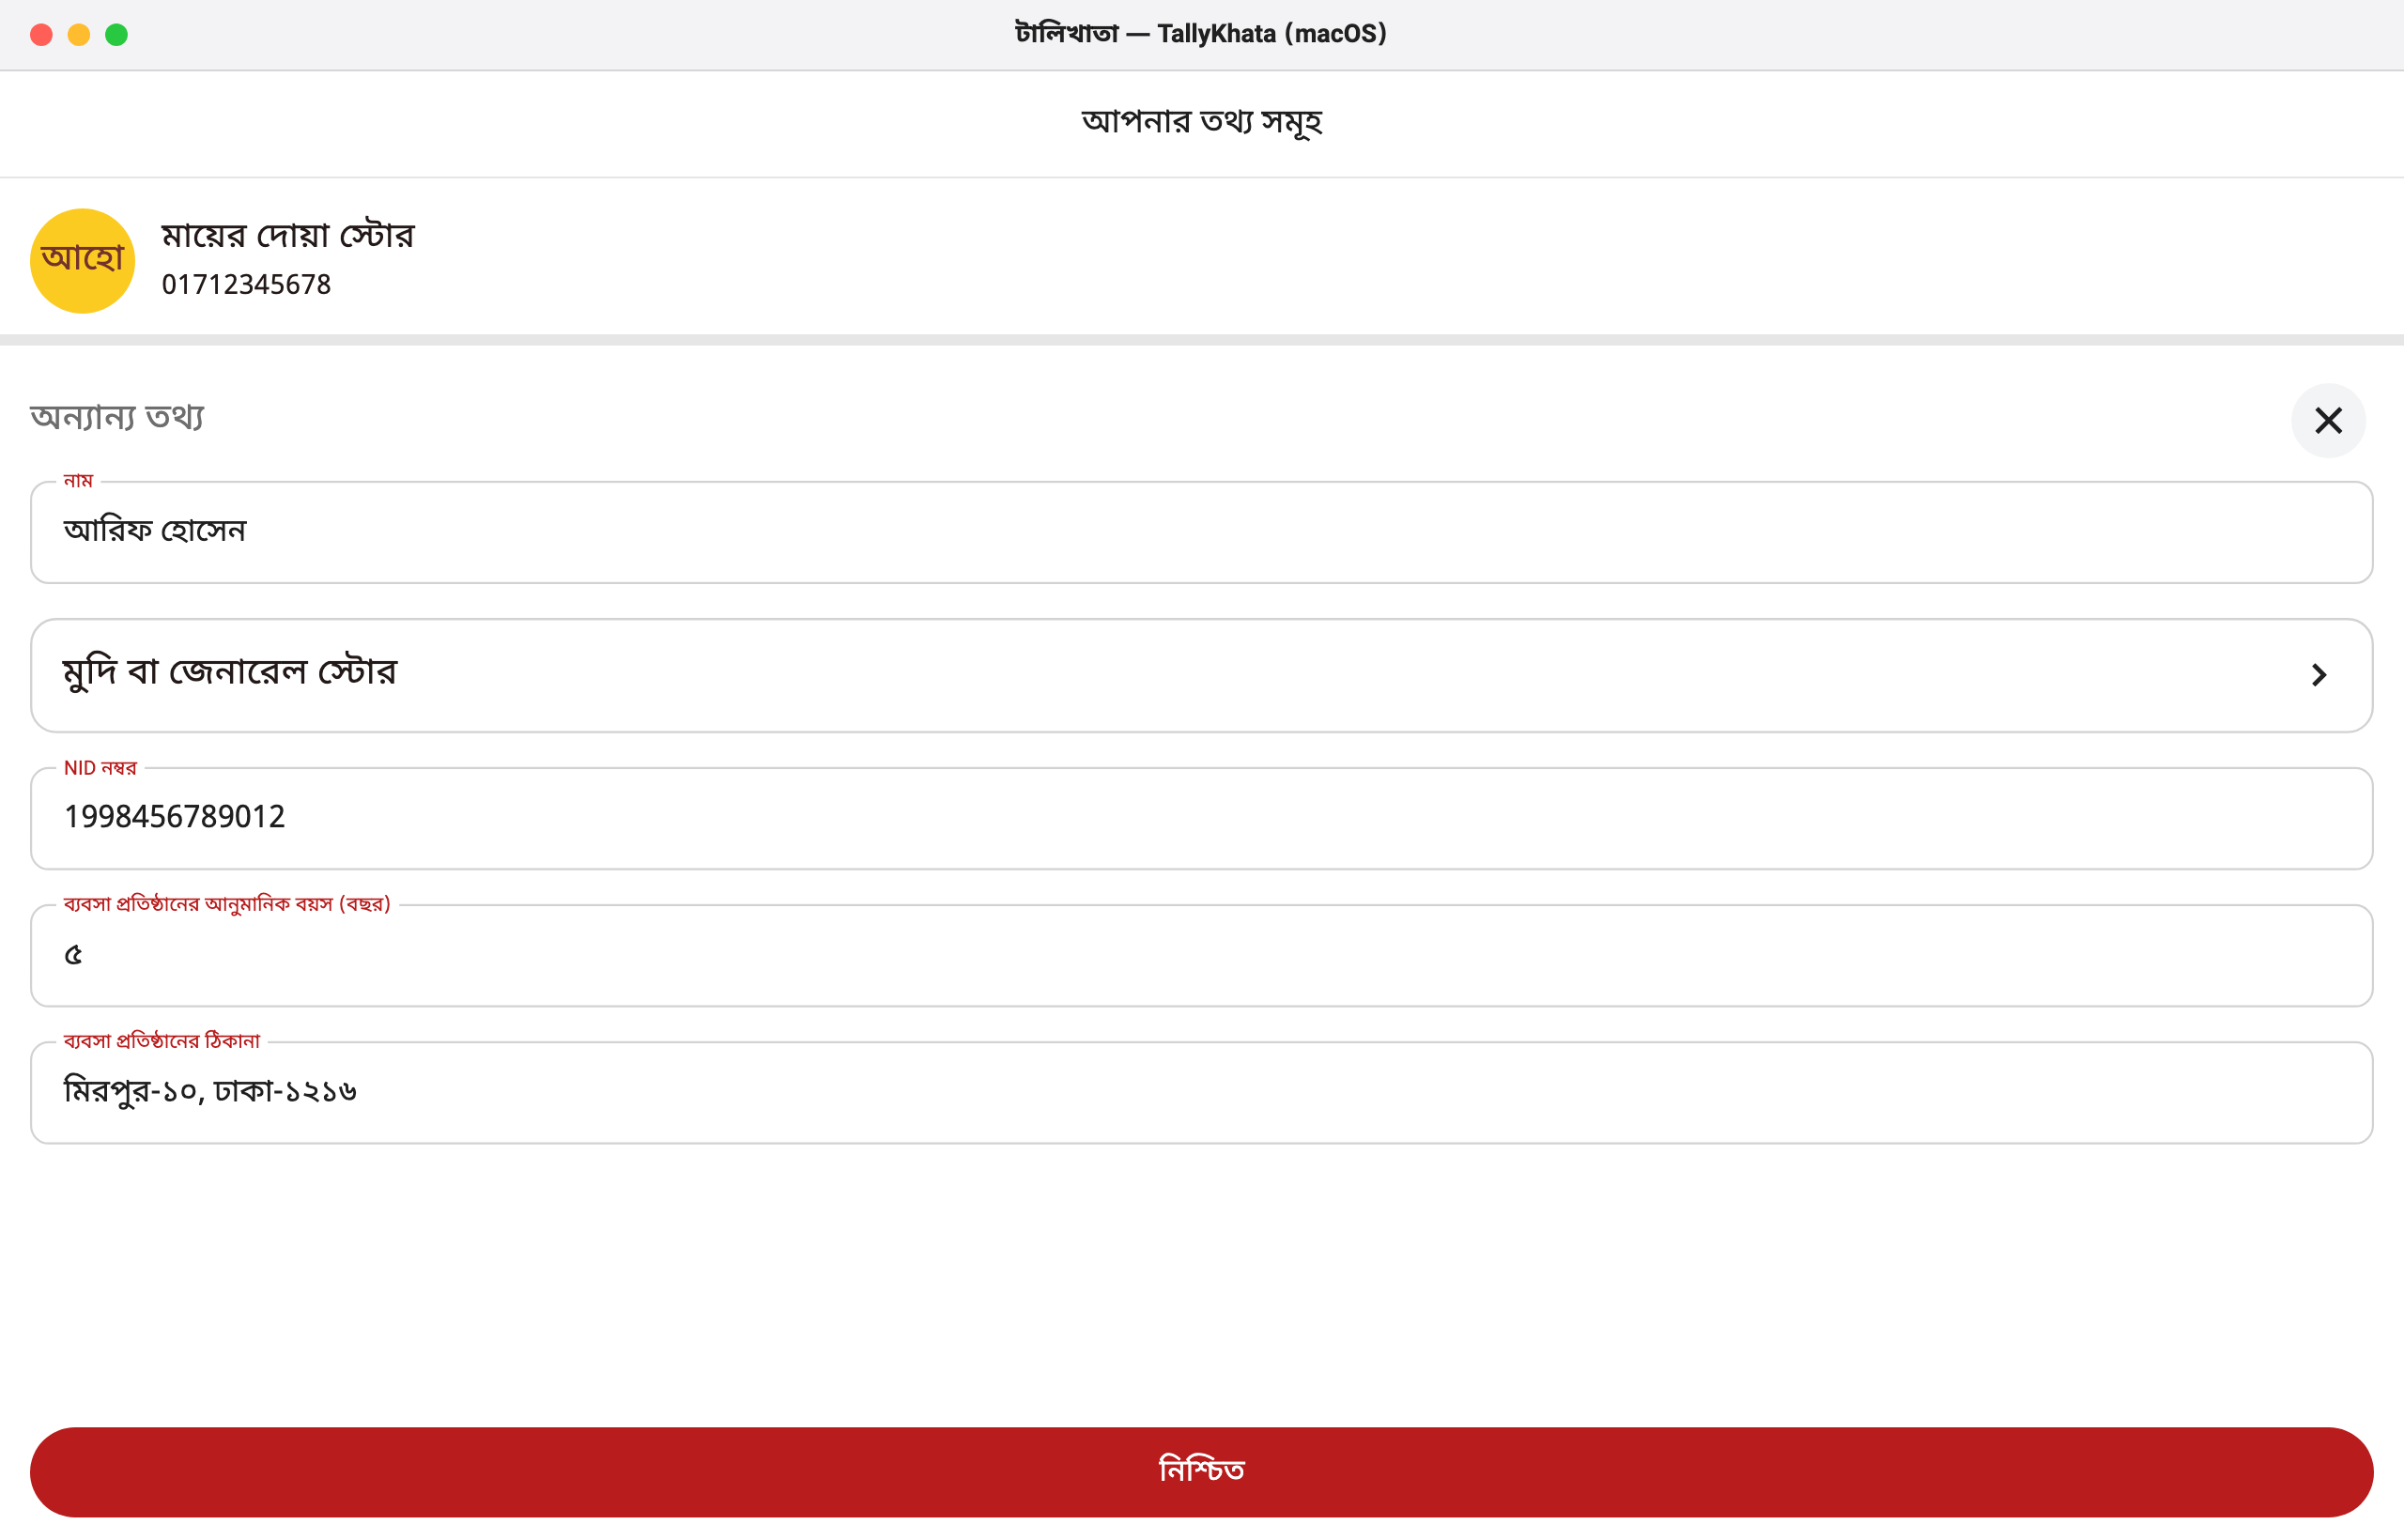 টালিখাতা — TallyKhata (macOS)
আপনার তথ্য সমূহ
আহো
মায়ের দোয়া স্টোর
01712345678
অন্যান্য তথ্য
নাম
আরিফ হোসেন
মুদি বা জেনারেল স্টোর
NID নম্বর
1998456789012
ব্যবসা প্রতিষ্ঠানের আনুমানিক বয়স (বছর)
৫
ব্যবসা প্রতিষ্ঠানের ঠিকানা
মিরপুর-১০, ঢাকা-১২১৬
নিশ্চিত